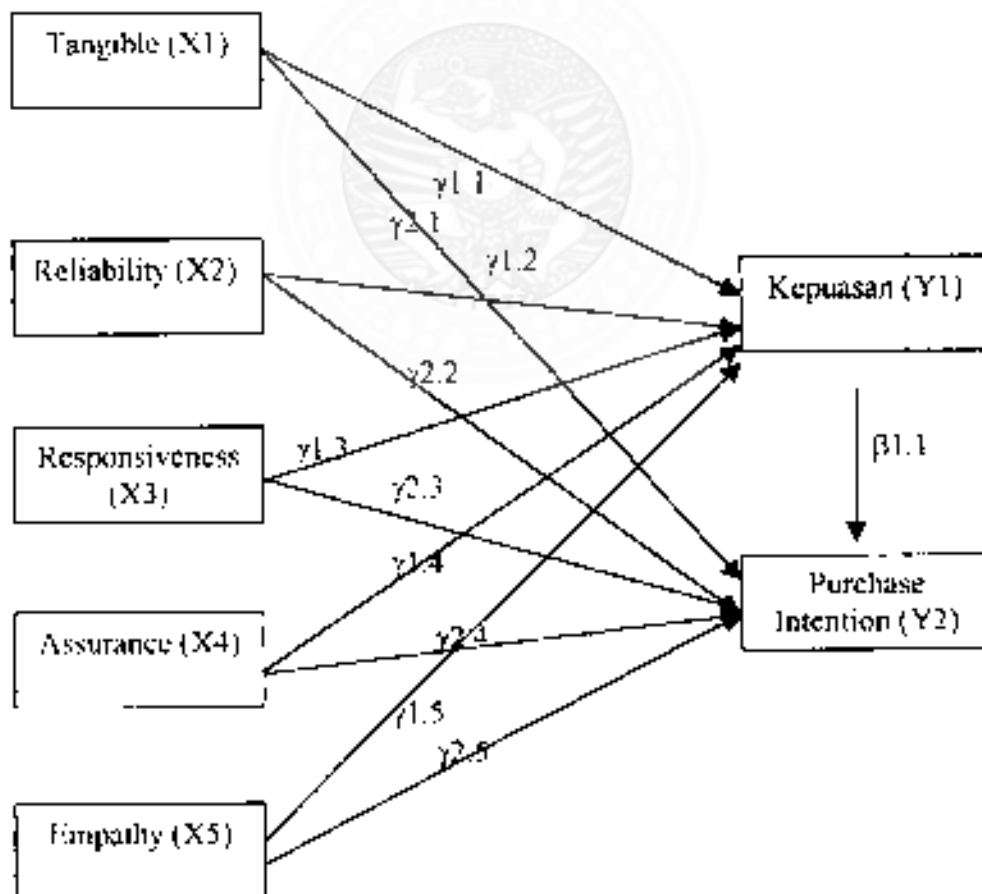 Tangible (X1)
γ1.1
γ2.1
Reliability (X2)
γ1.2
Kepuasan (Y1)
γ2.2
Responsiveness
(X3)
γ1.3
γ2.3
β1.1
γ1.4
Purchase
Intention (Y2)
Assurance (X4)
γ2.4
γ1.5
γ2.5
Empathy (X5)